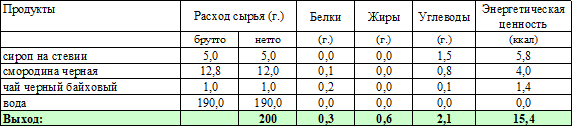 Продукты Расход сырья (г.) Белки Жиры Углеводы Энергетическая ценность
брутто нетто (г.) (г.) (г.) (ккал)
сироп на стевии 5,0 5,0 0,0 0,0 1,5 5,8
смородина черная 12,8 12,0 0,1 0,0 0,8 4,0
чай черный байховый 1,0 1,0 0,2 0,0 0,1 1,4
вода 190,0 190,0 0,0 0,0 0,0 0,0
Выход: 200 0,3 0,6 2,1 15,4